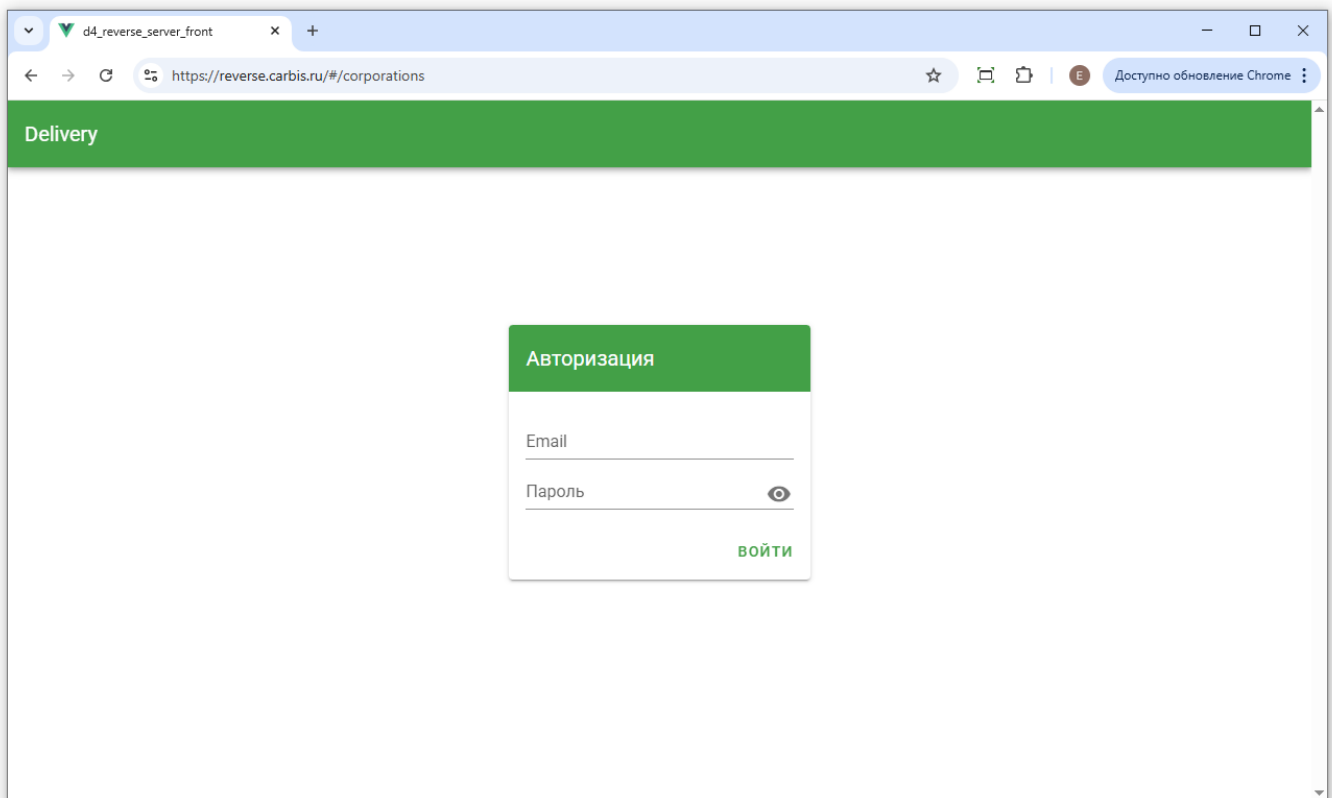 d4_reverse_server_front
https://reverse.carbis.ru/#/corporations
E
Доступно обновление Chrome
Delivery
Авторизация
Email
Пароль
ВОЙТИ